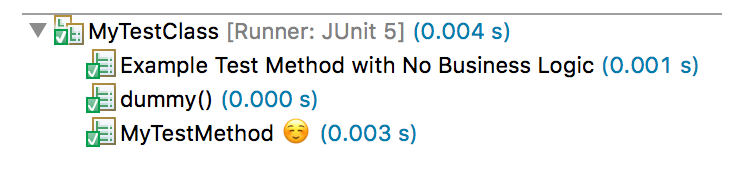 MyTestClass [Runner: JUnit 5] (0.004 s)
Example Test Method with No Business Logic (0.001 s)
dummy() (0.000 s)
MyTestMethod ☺️ (0.003 s)